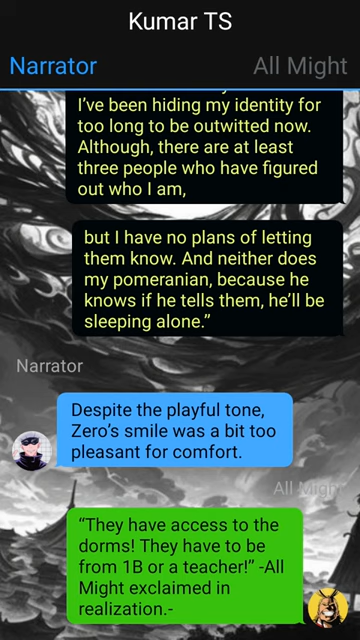 Kumar TS
Narrator
All Might
I’ve been hiding my identity for
too long to be outwitted now.
Although, there are at least
three people who have figured
out who I am,
but I have no plans of letting
them know. And neither does
my pomeranian, because he
knows if he tells them, he’ll be
sleeping alone.”
Narrator
Despite the playful tone,
Zero’s smile was a bit too
pleasant for comfort.
All Might
“They have access to the
dorms! They have to be
from 1B or a teacher!” -All
Might exclaimed in
realization.-